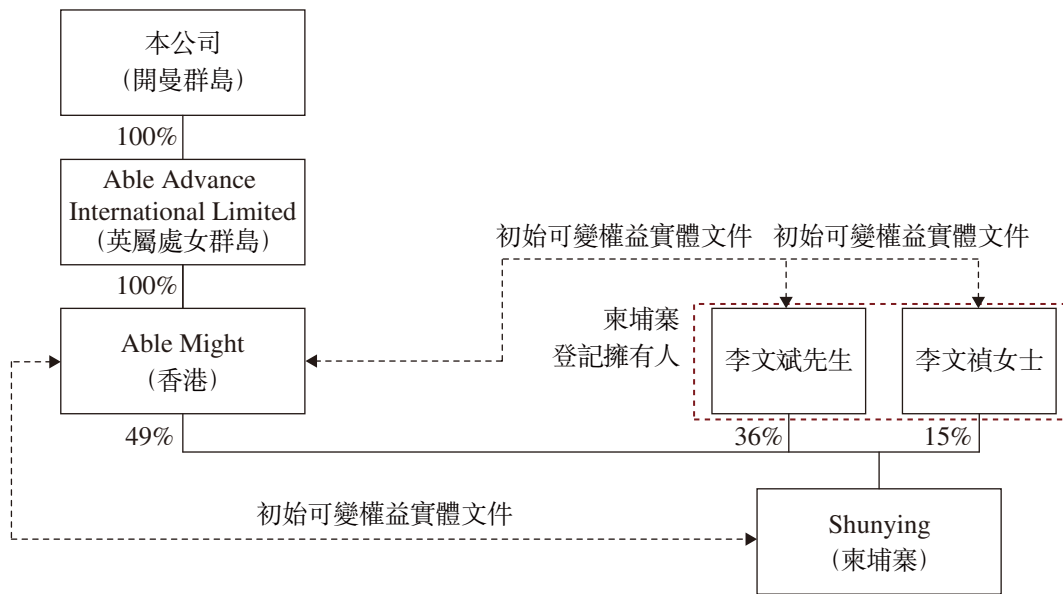 本公司
（開曼群島）
100%
Able Advance
International Limited
（英屬處女群島）
100%
初始可變權益實體文件
初始可變權益實體文件
Able Might
（香港）
柬埔寨
登記擁有人
李文斌先生
李文禎女士
49%
36%
15%
初始可變權益實體文件
Shunying
（柬埔寨）